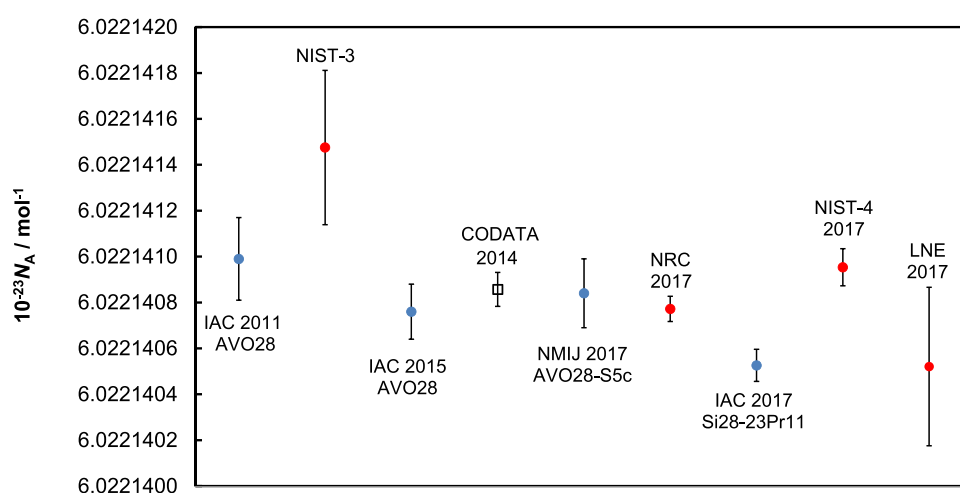 6.0221420
6.0221418
6.0221416
6.0221414
6.0221412
6.0221410
6.0221408
6.0221406
6.0221404
6.0221402
6.0221400
10⁻²³N_A / mol⁻¹
IAC 2011
AVO28
NIST-3
IAC 2015
AVO28
CODATA
2014
NMIJ 2017
AVO28-S5c
NRC
2017
IAC 2017
Si28-23Pr11
NIST-4
2017
LNE
2017